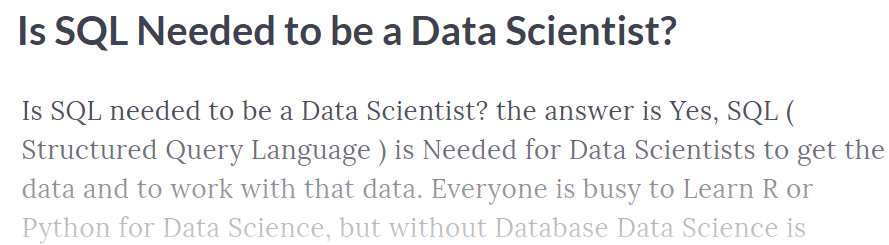 Is SQL Needed to be a Data Scientist?
Is SQL needed to be a Data Scientist? the answer is Yes, SQL (
Structured Query Language ) is Needed for Data Scientists to get the
data and to work with that data. Everyone is busy to Learn R or
Python for Data Science, but without Database Data Science is